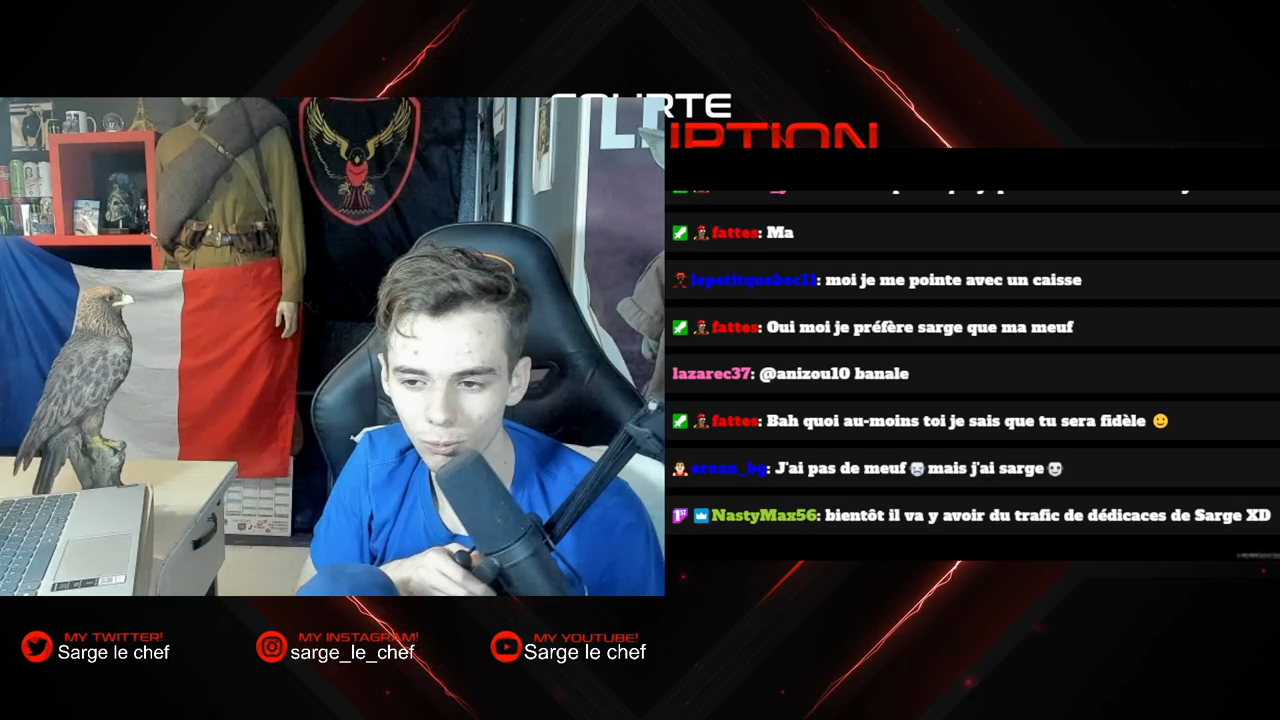 IPTION
fattes: Ma
lepetitquebec11: moi je me pointe avec un caisse
fattes: Oui moi je préfère sarge que ma meuf
lazarec37: @anizou10 banale
fattes: Bah quoi au-moins toi je sais que tu sera fidèle 🙂
eroan_bg: J'ai pas de meuf mais j'ai sarge
1ST NastyMax56: bientôt il va y avoir du trafic de dédicaces de Sarge XD
MY TWITTER!
Sarge le chef
MY INSTAGRAM!
sarge_le_chef
MY YOUTUBE!
Sarge le chef